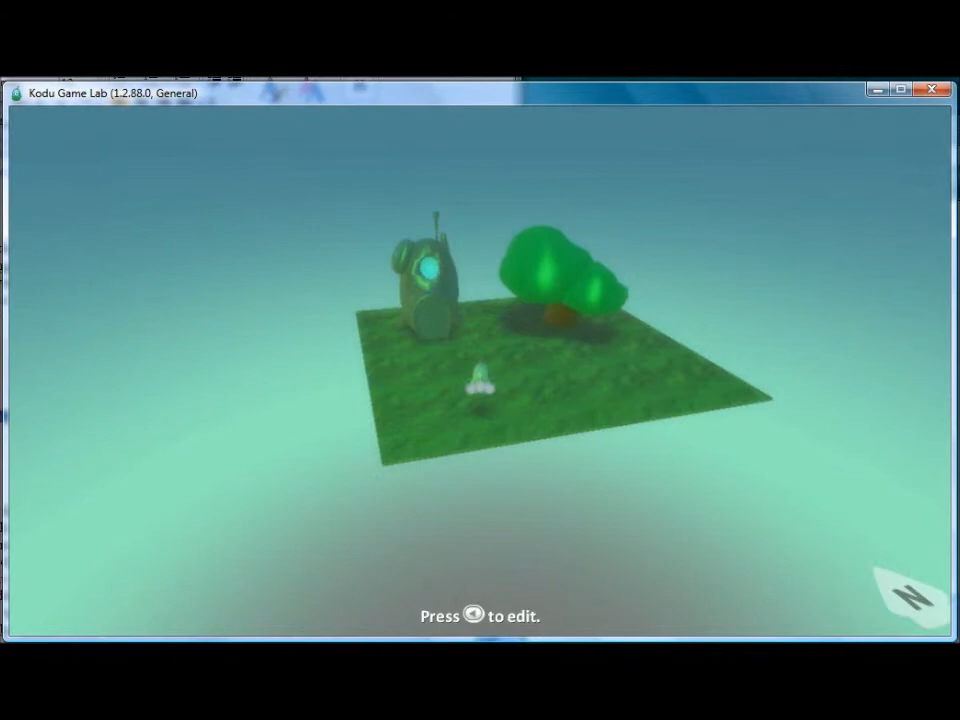 Kodu Game Lab (1.2.88.0, General)
N
Press to edit.